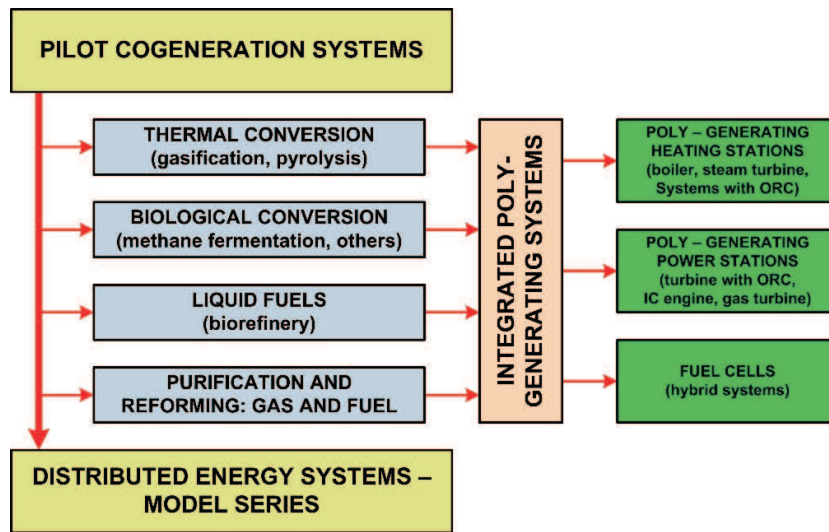 PILOT COGENERATION SYSTEMS
THERMAL CONVERSION
(gasification, pyrolysis)
BIOLOGICAL CONVERSION
(methane fermentation, others)
LIQUID FUELS
(biorefinery)
PURIFICATION AND
REFORMING: GAS AND FUEL
INTEGRATED POLY-
GENERATING SYSTEMS
POLY – GENERATING
HEATING STATIONS
(boiler, steam turbine,
Systems with ORC)
POLY – GENERATING
POWER STATIONS
(turbine with ORC,
IC engine, gas turbine)
FUEL CELLS
(hybrid systems)
DISTRIBUTED ENERGY SYSTEMS –
MODEL SERIES